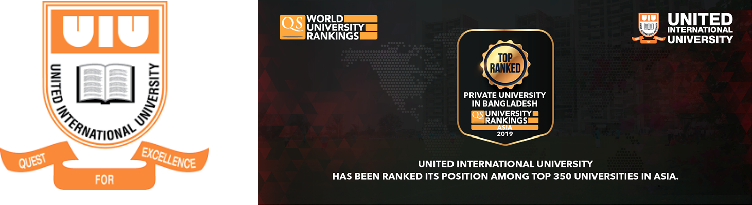 UIU
UNITED INTERNATIONAL UNIVERSITY
QUEST
FOR
EXCELLENCE
QS WORLD
UNIVERSITY
RANKINGS
UNITED
INTERNATIONAL
UNIVERSITY
TOP
RANKED
PRIVATE UNIVERSITY
IN BANGLADESH
QS UNIVERSITY
RANKINGS
ASIA
2019
UNITED INTERNATIONAL UNIVERSITY
HAS BEEN RANKED ITS POSITION AMONG TOP 350 UNIVERSITIES IN ASIA.